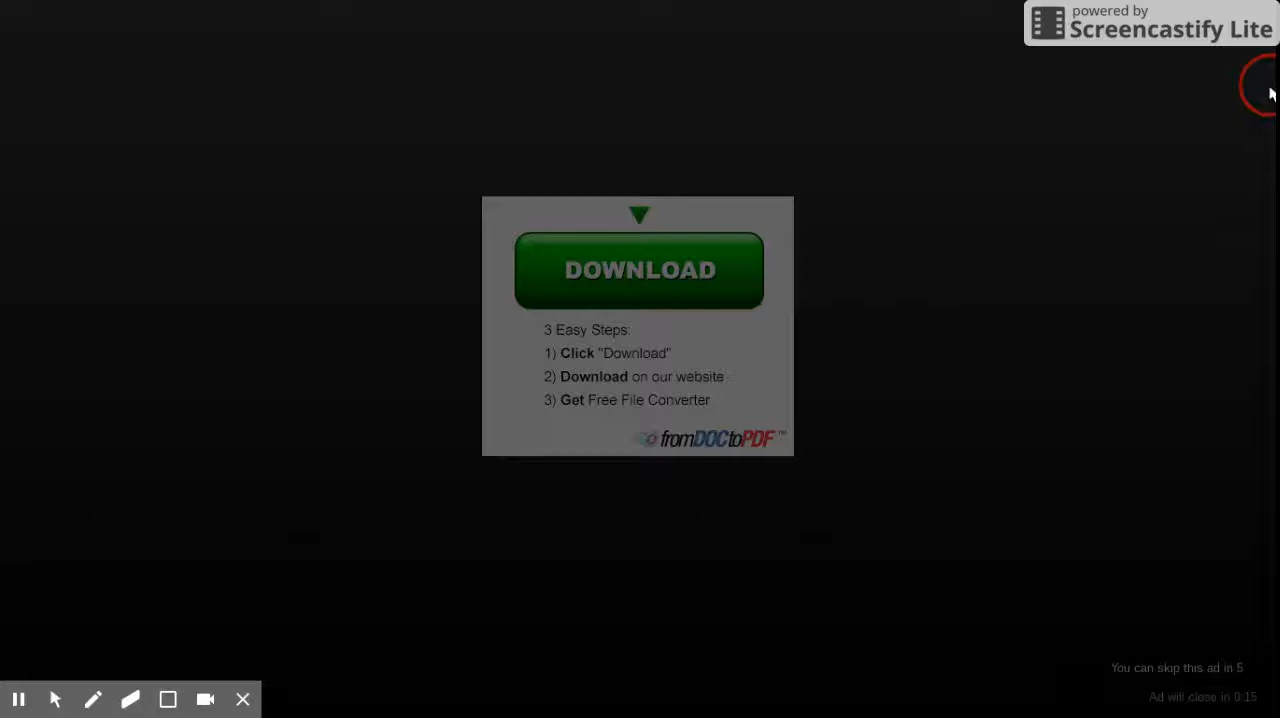 powered by
Screencastify Lite
DOWNLOAD
3 Easy Steps:
1) Click "Download"
2) Download on our website
3) Get Free File Converter
fromDOCtoPDF™
You can skip this ad in 5
Ad will close in 0:15